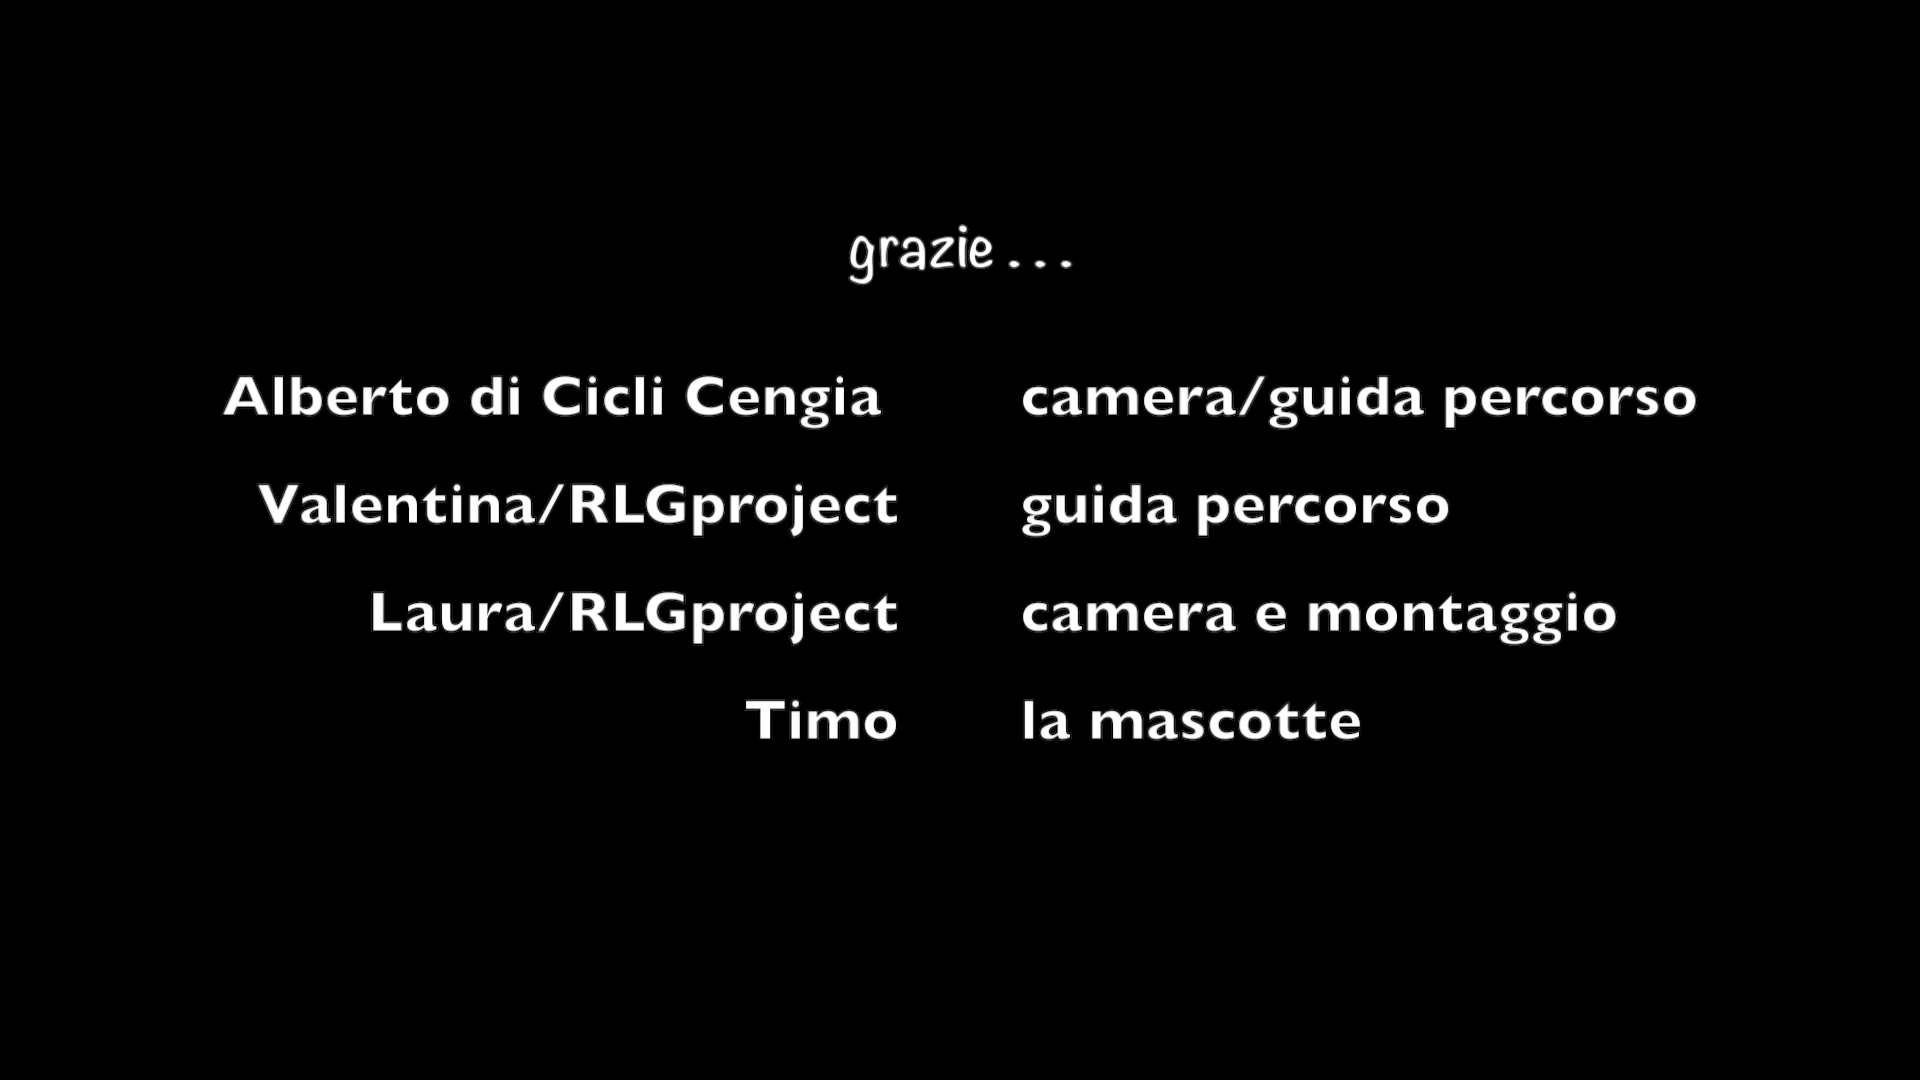 grazie...
Alberto di Cicli Cengia camera/guida percorso
Valentina/RLGproject guida percorso
Laura/RLGproject camera e montaggio
Timo la mascotte